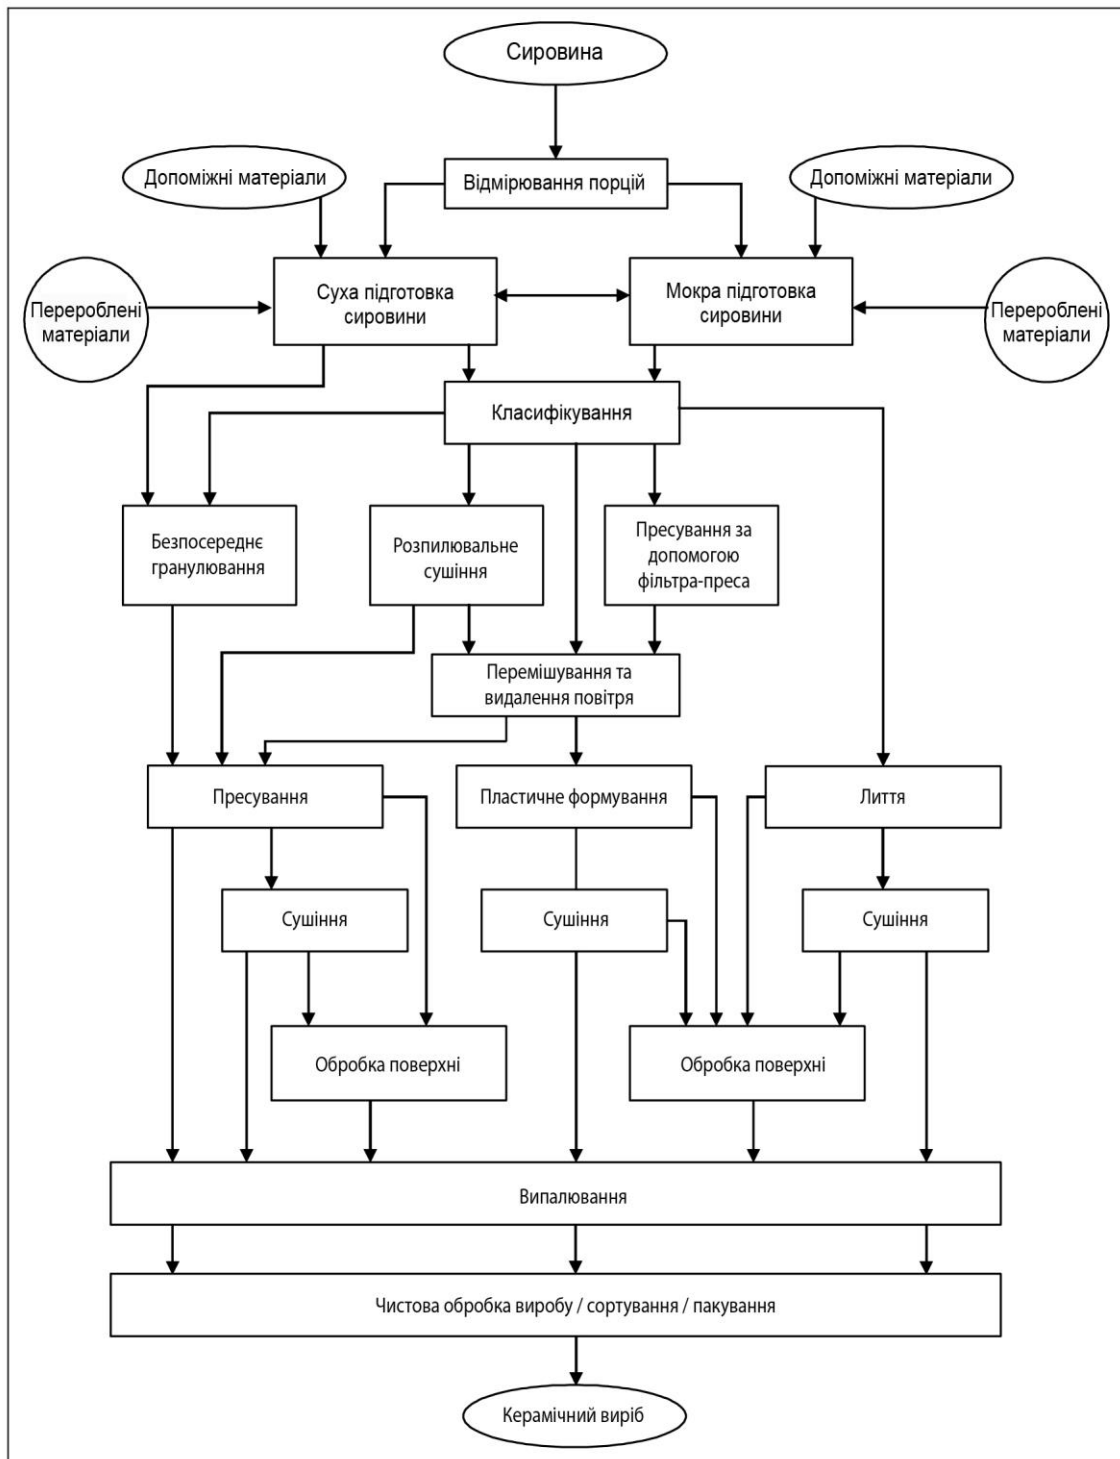 Сировина
Допоміжні матеріали
Відмірювання порцій
Допоміжні матеріали
Перероблені
матеріали
Суха підготовка
сировини
Мокра підготовка
сировини
Перероблені
матеріали
Класифікування
Безпосереднє
гранулювання
Розпилювальне
сушіння
Пресування за
допомогою
фільтра-преса
Перемішування та
видалення повітря
Пресування
Пластичне формування
Лиття
Сушіння
Сушіння
Сушіння
Обробка поверхні
Обробка поверхні
Випалювання
Чистова обробка виробу / сортування / пакування
Керамічний виріб